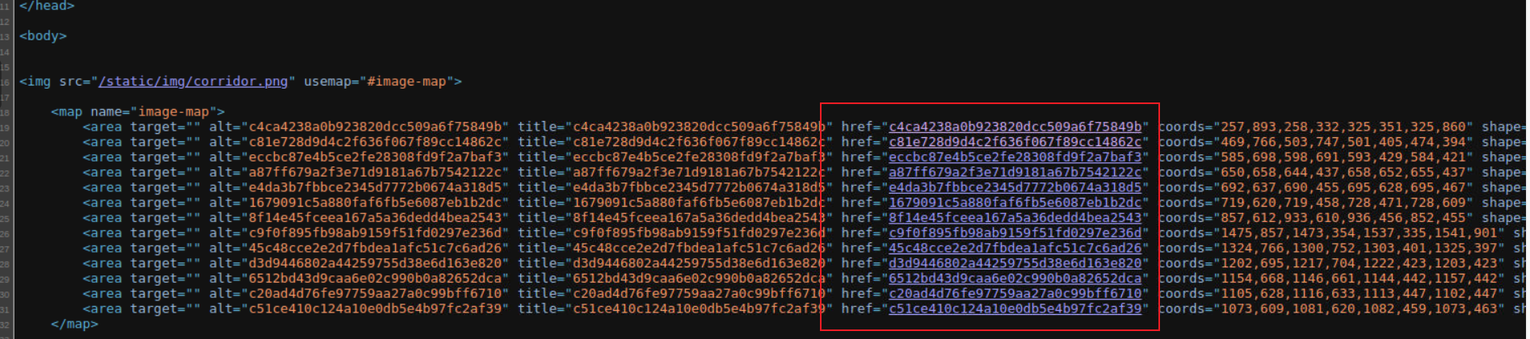 11 </head>
12
13 <body>
14
15
16 <img src="/static/img/corridor.png" usemap="#image-map">
17
18 <map name="image-map">
19 <area target="" alt="c4ca4238a0b923820dcc509a6f75849b" title="c4ca4238a0b923820dcc509a6f75849b" href="c4ca4238a0b923820dcc509a6f75849b" coords="257,893,258,332,325,351,325,860" shape=
20 <area target="" alt="c81e728d9d4c2f636f067f89cc14862c" title="c81e728d9d4c2f636f067f89cc14862c" href="c81e728d9d4c2f636f067f89cc14862c" coords="469,766,503,747,501,405,474,394" shape=
21 <area target="" alt="eccbc87e4b5ce2fe28308fd9f2a7baf3" title="eccbc87e4b5ce2fe28308fd9f2a7baf3" href="eccbc87e4b5ce2fe28308fd9f2a7baf3" coords="585,698,598,691,593,429,584,421" shape=
22 <area target="" alt="a87ff679a2f3e71d9181a67b7542122c" title="a87ff679a2f3e71d9181a67b7542122c" href="a87ff679a2f3e71d9181a67b7542122c" coords="650,658,644,437,658,652,655,437" shape=
23 <area target="" alt="e4da3b7fbbce2345d7772b0674a318d5" title="e4da3b7fbbce2345d7772b0674a318d5" href="e4da3b7fbbce2345d7772b0674a318d5" coords="692,637,690,455,695,628,695,467" shape=
24 <area target="" alt="1679091c5a880faf6fb5e6087eb1b2dc" title="1679091c5a880faf6fb5e6087eb1b2dc" href="1679091c5a880faf6fb5e6087eb1b2dc" coords="719,620,719,458,728,471,728,609" shape=
25 <area target="" alt="8f14e45fceea167a5a36dedd4bea2543" title="8f14e45fceea167a5a36dedd4bea2543" href="8f14e45fceea167a5a36dedd4bea2543" coords="857,612,933,610,936,456,852,455" shape=
26 <area target="" alt="c9f0f895fb98ab9159f51fd0297e236d" title="c9f0f895fb98ab9159f51fd0297e236d" href="c9f0f895fb98ab9159f51fd0297e236d" coords="1475,857,1473,354,1537,335,1541,901" sh
27 <area target="" alt="45c48cce2e2d7fbdea1afc51c7c6ad26" title="45c48cce2e2d7fbdea1afc51c7c6ad26" href="45c48cce2e2d7fbdea1afc51c7c6ad26" coords="1324,766,1300,752,1303,401,1325,397" sh
28 <area target="" alt="d3d9446802a44259755d38e6d163e820" title="d3d9446802a44259755d38e6d163e820" href="d3d9446802a44259755d38e6d163e820" coords="1202,695,1217,704,1222,423,1203,423" sh
29 <area target="" alt="6512bd43d9caa6e02c990b0a82652dca" title="6512bd43d9caa6e02c990b0a82652dca" href="6512bd43d9caa6e02c990b0a82652dca" coords="1154,668,1146,661,1144,442,1157,442" sh
30 <area target="" alt="c20ad4d76fe97759aa27a0c99bff6710" title="c20ad4d76fe97759aa27a0c99bff6710" href="c20ad4d76fe97759aa27a0c99bff6710" coords="1105,628,1116,633,1113,447,1102,447" sh
31 <area target="" alt="c51ce410c124a10e0db5e4b97fc2af39" title="c51ce410c124a10e0db5e4b97fc2af39" href="c51ce410c124a10e0db5e4b97fc2af39" coords="1073,609,1081,620,1082,459,1073,463" sh
32 </map>